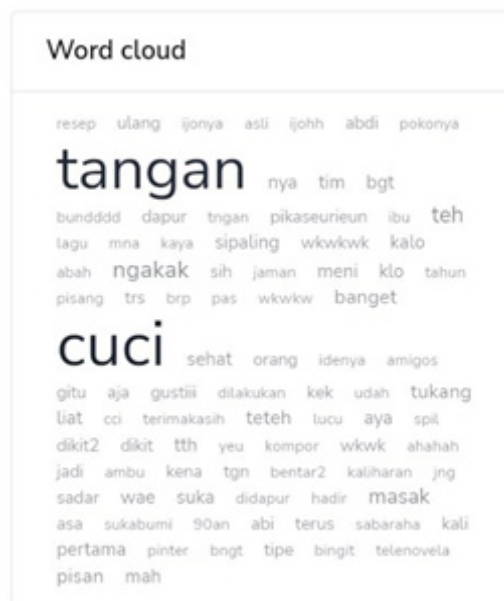 Word cloud
resep ulang ijonya asli ijohh abdi pokonya
tangan nya tim bgt
bundddd dapur tngan pikaseurieun ibu teh
lagu mna kaya sipaling wkwkwk kalo
abah ngakak sih jaman meni klo tahun
pisang trs brp pas wkwkw banget
cuci sehat orang idenya amigos
gitu aja gustiii dilakukan kek udah tukang
liat cci terimakasih teteh lucu aya spil
dikit2 dikit tth yeu kompor wkwk ahahah
jadi ambu kena tgn bentar2 kaliharan jng
sadar wae suka didapur hadir masak
asa sukabumi 90an abi terus sabaraha kali
pertama pinter bngt tipe bingit telenovela
pisan mah